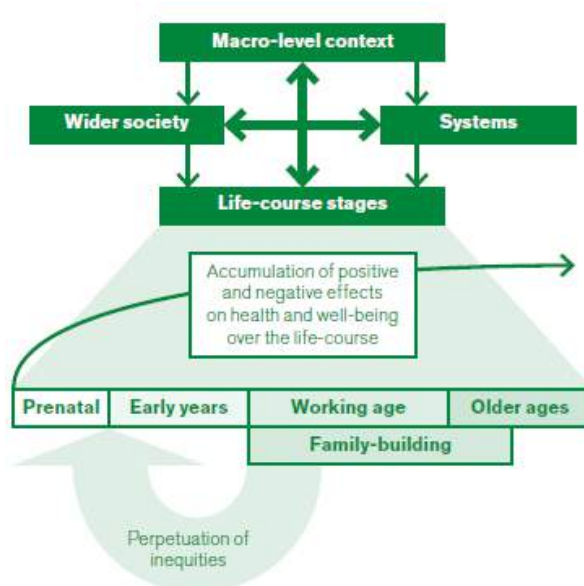 Macro-level context
Wider society
Systems
Life-course stages
Accumulation of positive
and negative effects
on health and well-being
over the life-course
Prenatal
Early years
Working age
Older ages
Family-building
Perpetuation of
inequities